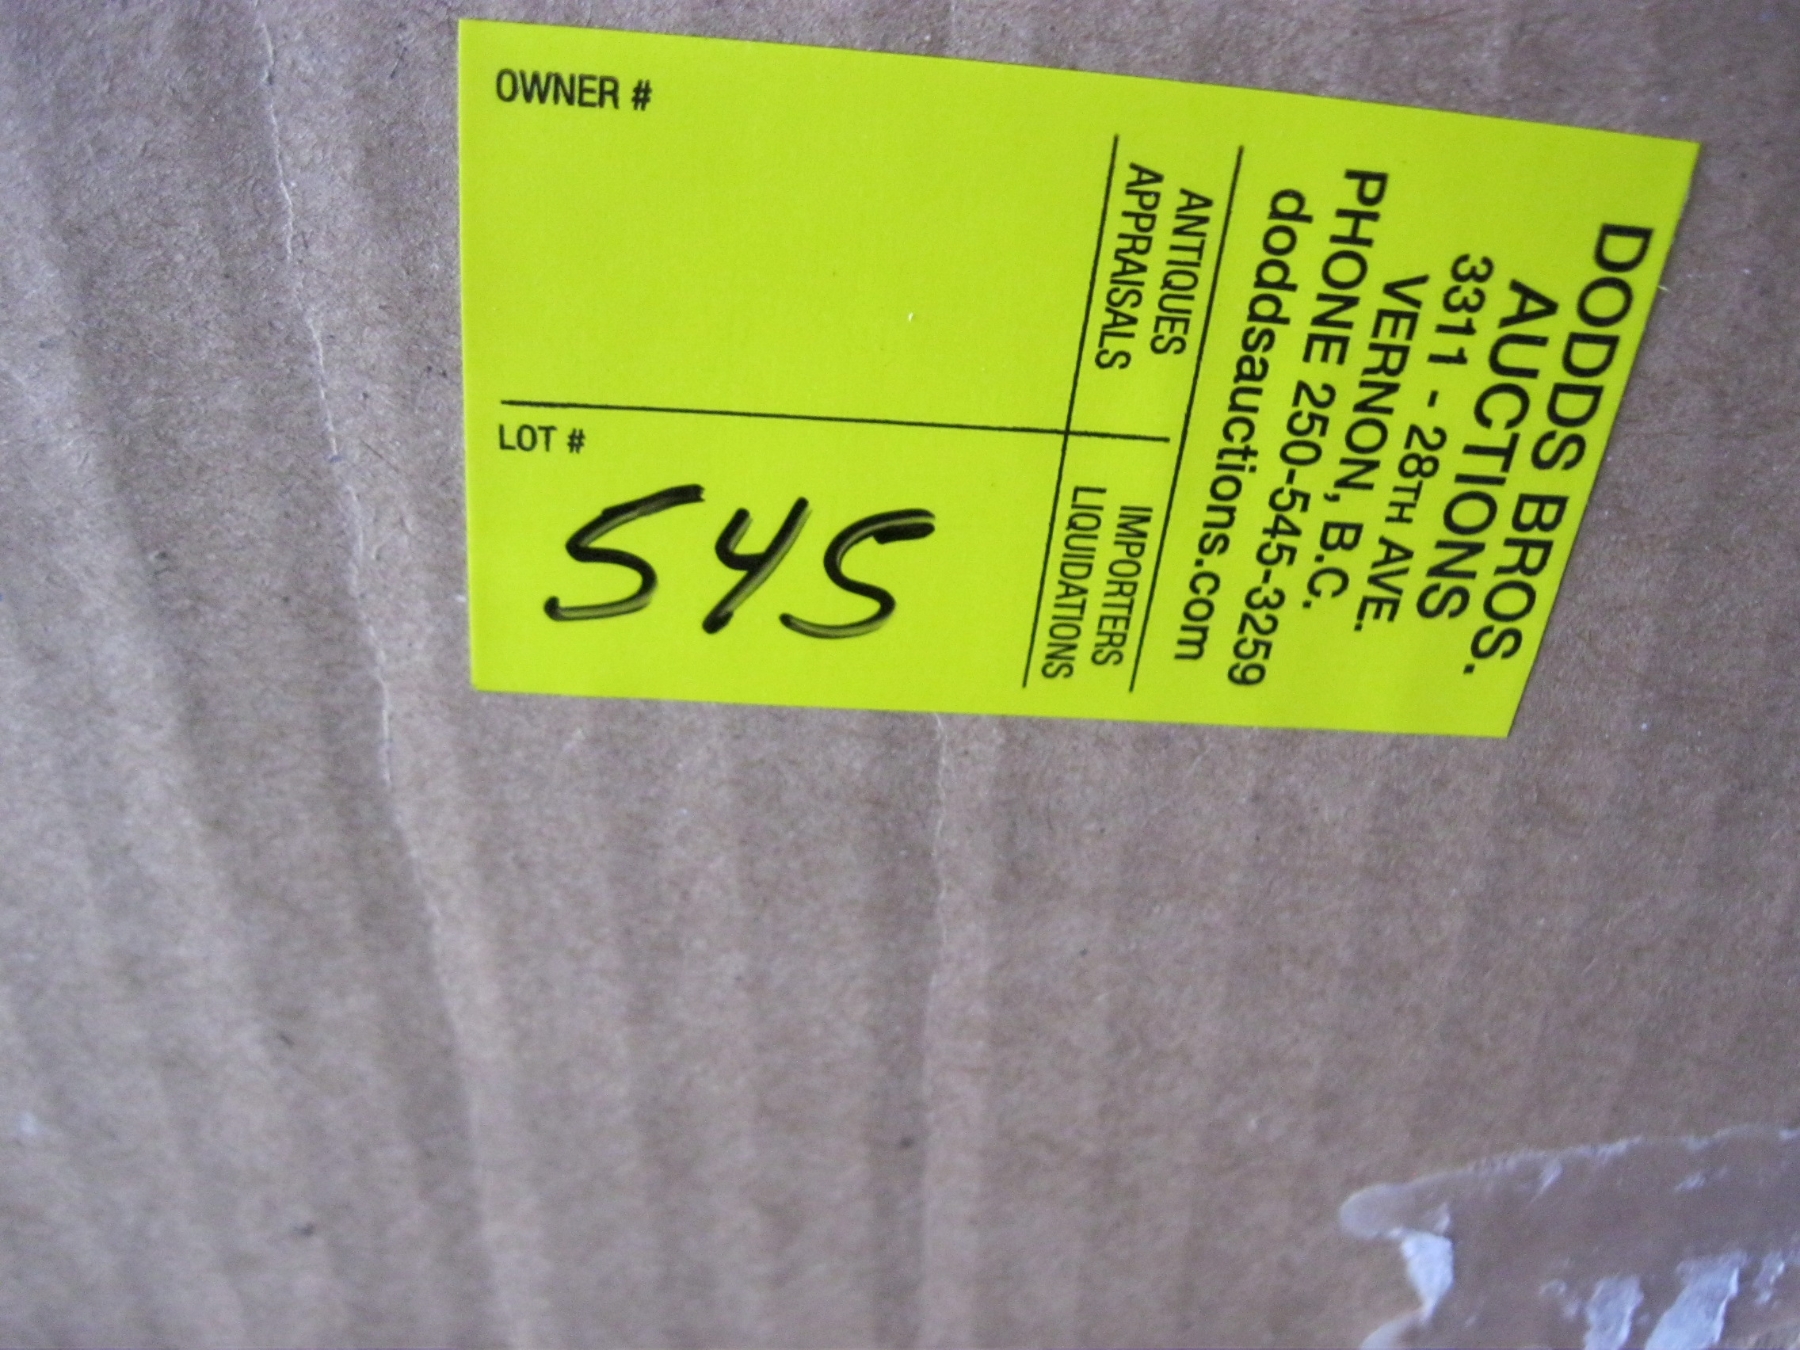 DODDS BROS.
AUCTIONS
3311 - 28TH AVE.
VERNON, B.C.
PHONE 250-545-3259
doddsauctions.com
ANTIQUES
APPRAISALS
IMPORTERS
LIQUIDATIONS
OWNER #
LOT #
545